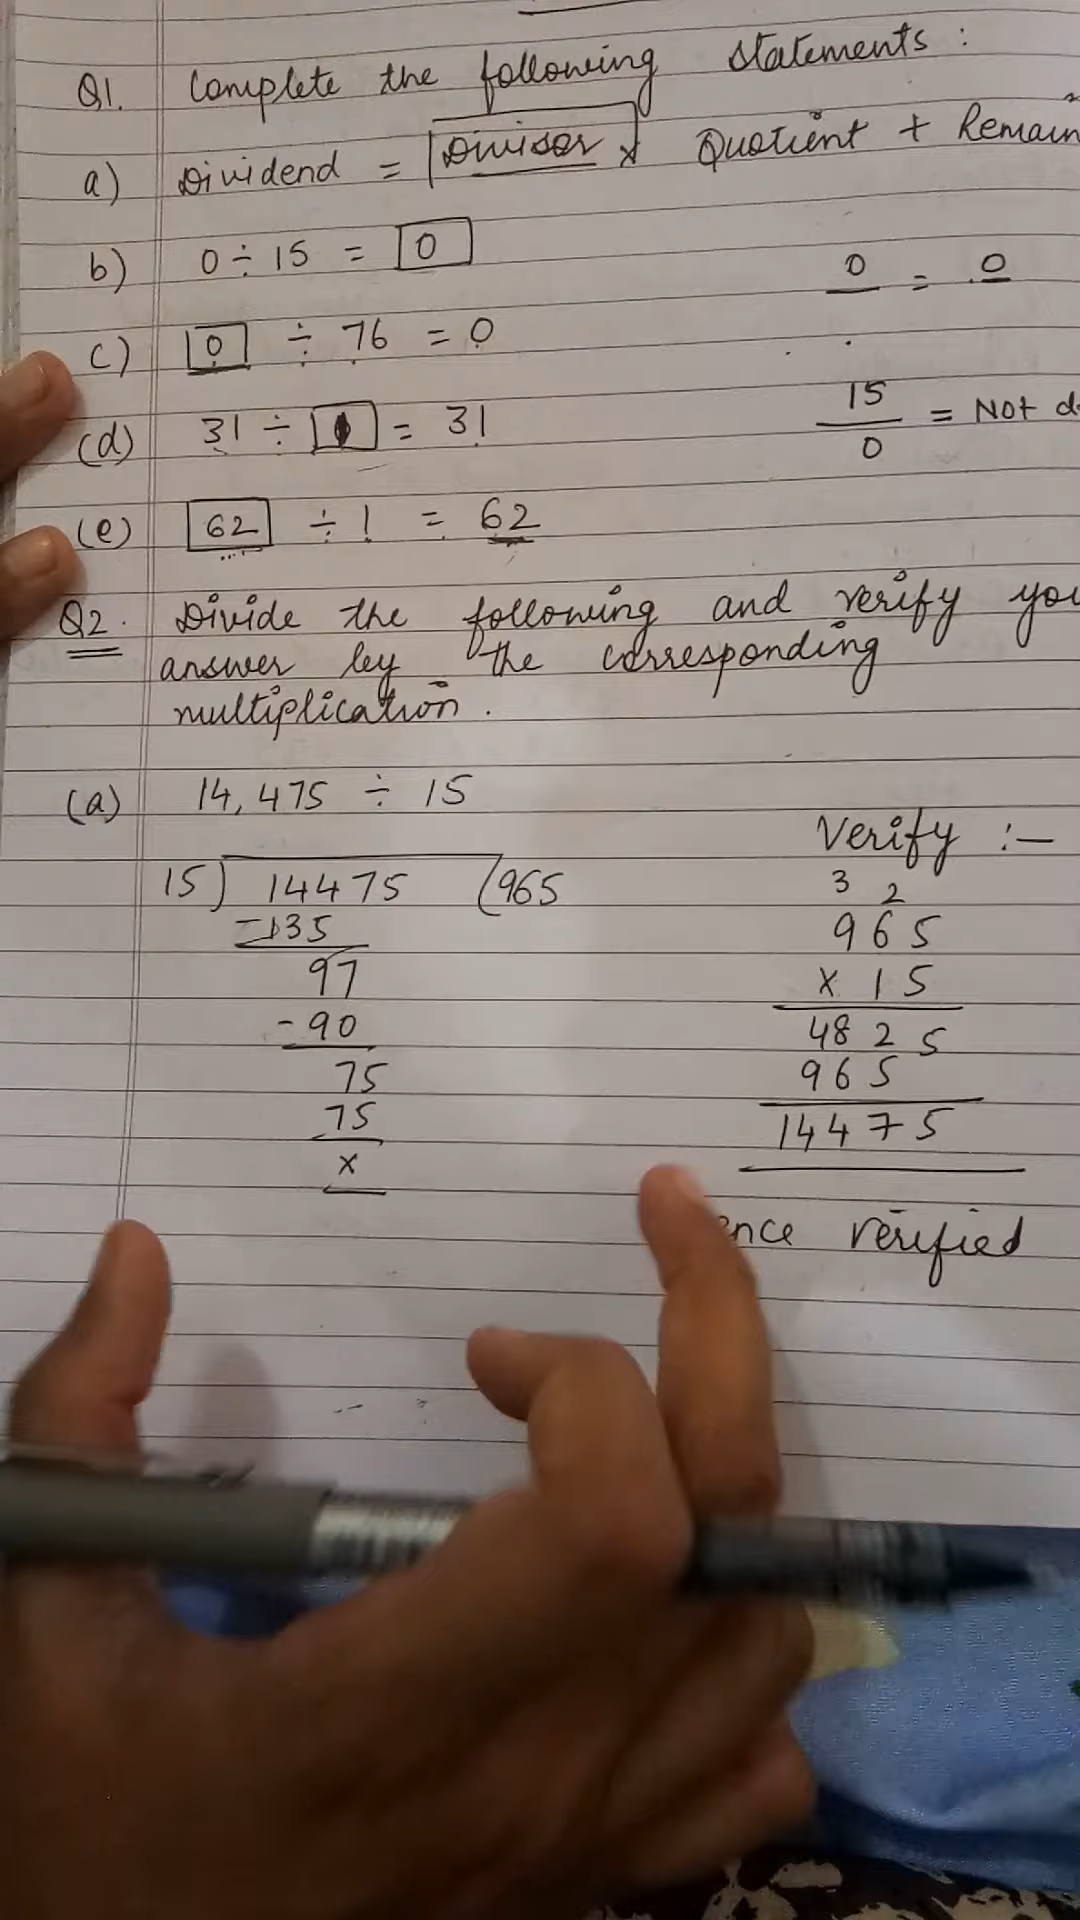 Q1. Complete the following statements :
a) Dividend = Divisor x Quotient + Remain
b) 0 ÷ 15 = 0
0 = 0
c) 0 ÷ 76 = 0
(d) 31 ÷ 1 = 31
15
0 = Not d
(e) 62 ÷ 1 = 62
Q2. Divide the following and verify you
answer by the corresponding
multiplication.
(a) 14,475 ÷ 15
15) 14475 (965
-135
97
-90
75
75
x
Verify :-
3 2
965
x 15
4825
965
14475
ence verified